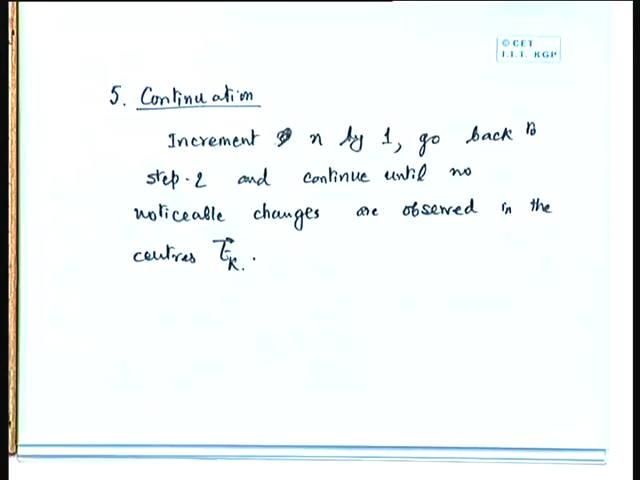 © CET
I.I.T. KGP
5. Continuation
Increment n by 1, go back to
step-2 and continue until no
noticeable changes are observed in the
centres t⃗k.